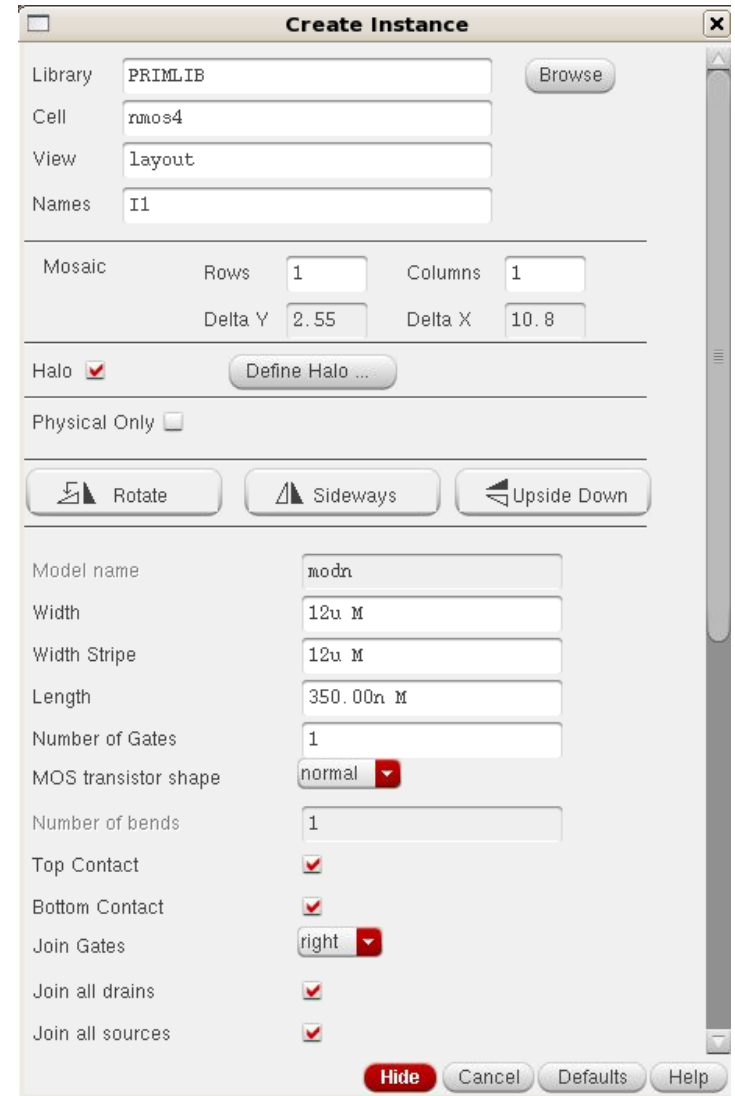 Create Instance
Library PRIMLIB Browse
Cell nmos4
View layout
Names I1
Mosaic Rows 1 Columns 1
Delta Y 2.55 Delta X 10.8
Halo Define Halo ...
Physical Only
Rotate Sideways Upside Down
Model name modn
Width 12u M
Width Stripe 12u M
Length 350.00n M
Number of Gates 1
MOS transistor shape normal
Number of bends 1
Top Contact
Bottom Contact
Join Gates right
Join all drains
Join all sources
Hide Cancel Defaults Help